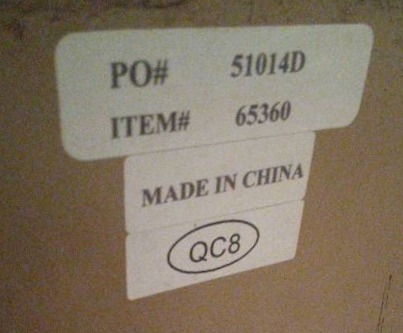 PO# 51014D
ITEM# 65360
MADE IN CHINA
QC8